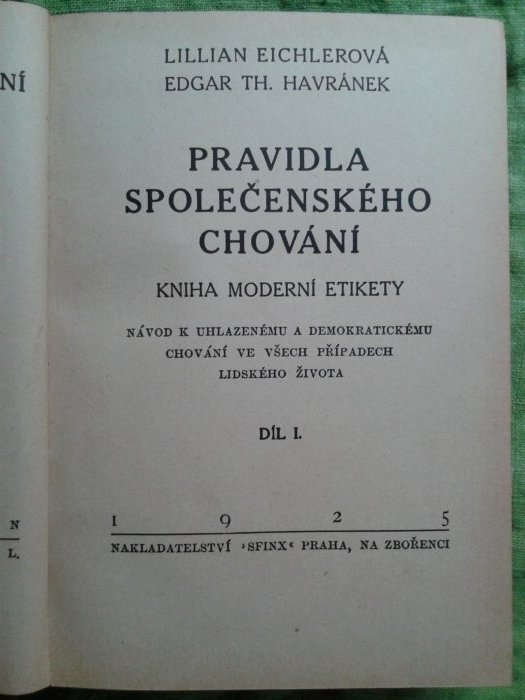 NÍ
N
L.
LILLIAN EICHLEROVÁ
EDGAR TH. HAVRÁNEK
PRAVIDLA
SPOLEČENSKÉHO
CHOVÁNÍ
KNIHA MODERNÍ ETIKETY
NÁVOD K UHLAZENÉMU A DEMOKRATICKÉMU
CHOVÁNÍ VE VŠECH PŘÍPADECH
LIDSKÉHO ŽIVOTA
DÍL I.
1 9 2 5
NAKLADATELSTVÍ »SFINX« PRAHA, NA ZBOŘENCI